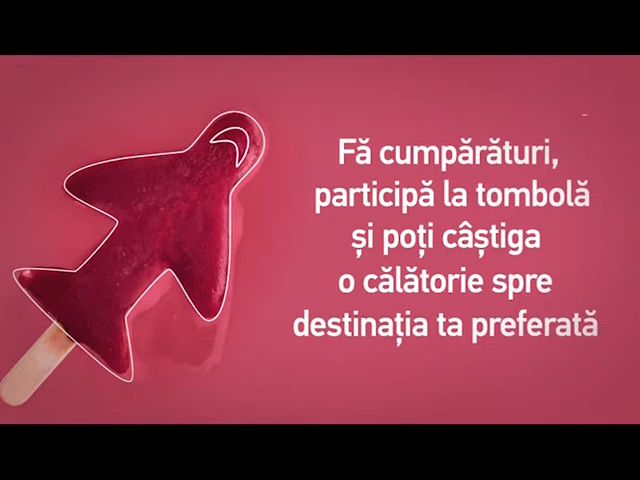 Fă cumpărături,
participă la tombolă
și poți câștiga
o călătorie spre
destinația ta preferată